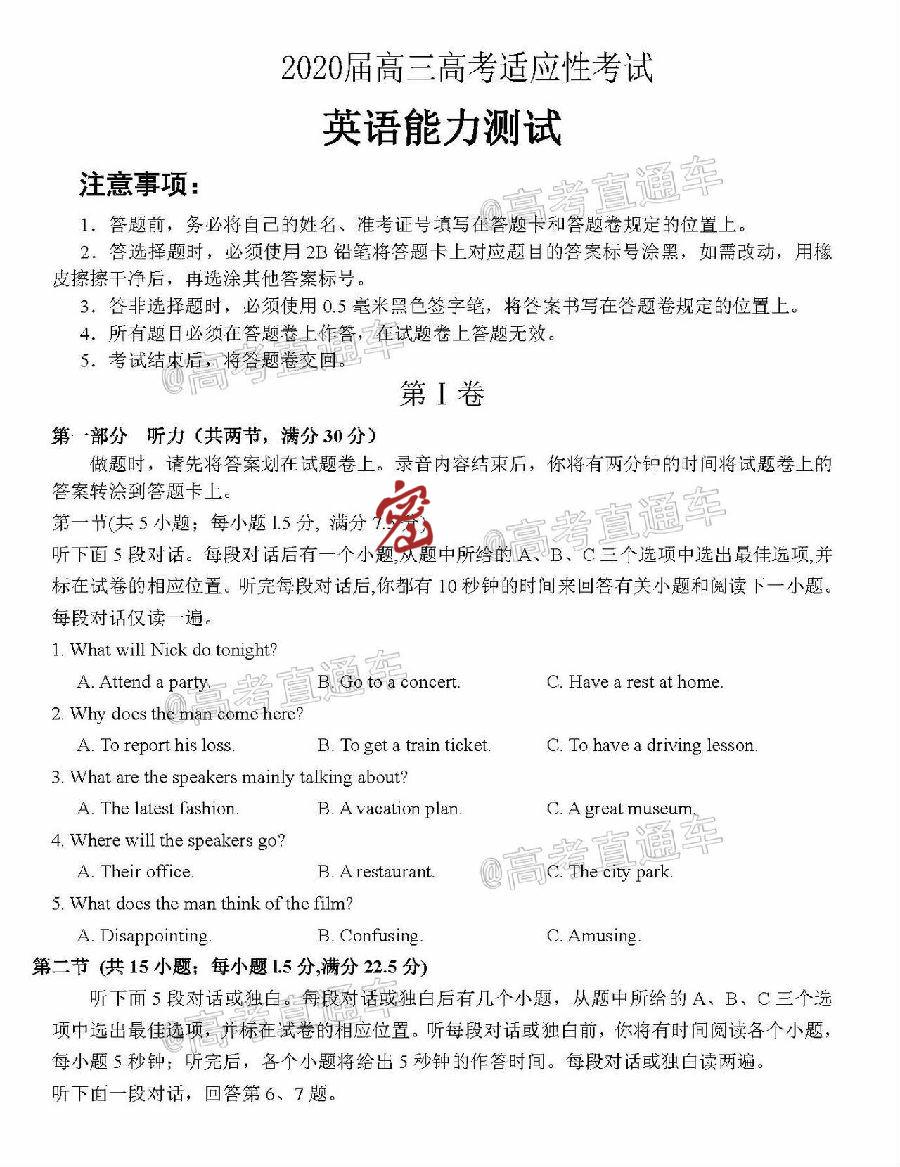 2020届高三高考适应性考试
英语能力测试
注意事项：
1．答题前，务必将自己的姓名、准考证号填写在答题卡和答题卷规定的位置上。
2．答选择题时，必须使用2B铅笔将答题卡上对应题目的答案标号涂黑，如需改动，用橡
皮擦擦干净后，再选涂其他答案标号。
3．答非选择题时，必须使用0.5毫米黑色签字笔，将答案书写在答题卷规定的位置上。
4．所有题目必须在答题卷上作答，在试题卷上答题无效。
5．考试结束后，将答题卷交回。
@高考直通车
@高考直通车
第Ⅰ卷
第一部分 听力（共两节，满分30分）
做题时，请先将答案划在试题卷上。录音内容结束后，你将有两分钟的时间将试题卷上的
答案转涂到答题卡上。
第一节(共5小题；每小题1.5分, 满分7.5分)
密
@高考直通车
听下面5段对话。每段对话后有一个小题,从题中所给的A、B、C三个选项中选出最佳选项,并
标在试卷的相应位置。听完每段对话后,你都有10秒钟的时间来回答有关小题和阅读下一小题。
每段对话仅读一遍。
1. What will Nick do tonight?
A. Attend a party. B. Go to a concert. C. Have a rest at home.
@高考直通车
2. Why does the man come here?
A. To report his loss. B. To get a train ticket. C. To have a driving lesson.
3. What are the speakers mainly talking about?
A. The latest fashion. B. A vacation plan. C. A great museum.
4. Where will the speakers go?
A. Their office. B. A restaurant. C. The city park.
@高考直通车
5. What does the man think of the film?
A. Disappointing. B. Confusing. C. Amusing.
第二节 (共15小题；每小题1.5分,满分22.5分)
听下面5段对话或独白。每段对话或独白后有几个小题，从题中所给的A、B、C三个选
项中选出最佳选项，并标在试卷的相应位置。听每段对话或独白前，你将有时间阅读各个小题，
@高考直通车
每小题5秒钟；听完后，各个小题将给出5秒钟的作答时间。每段对话或独白读两遍。
听下面一段对话，回答第6、7题。